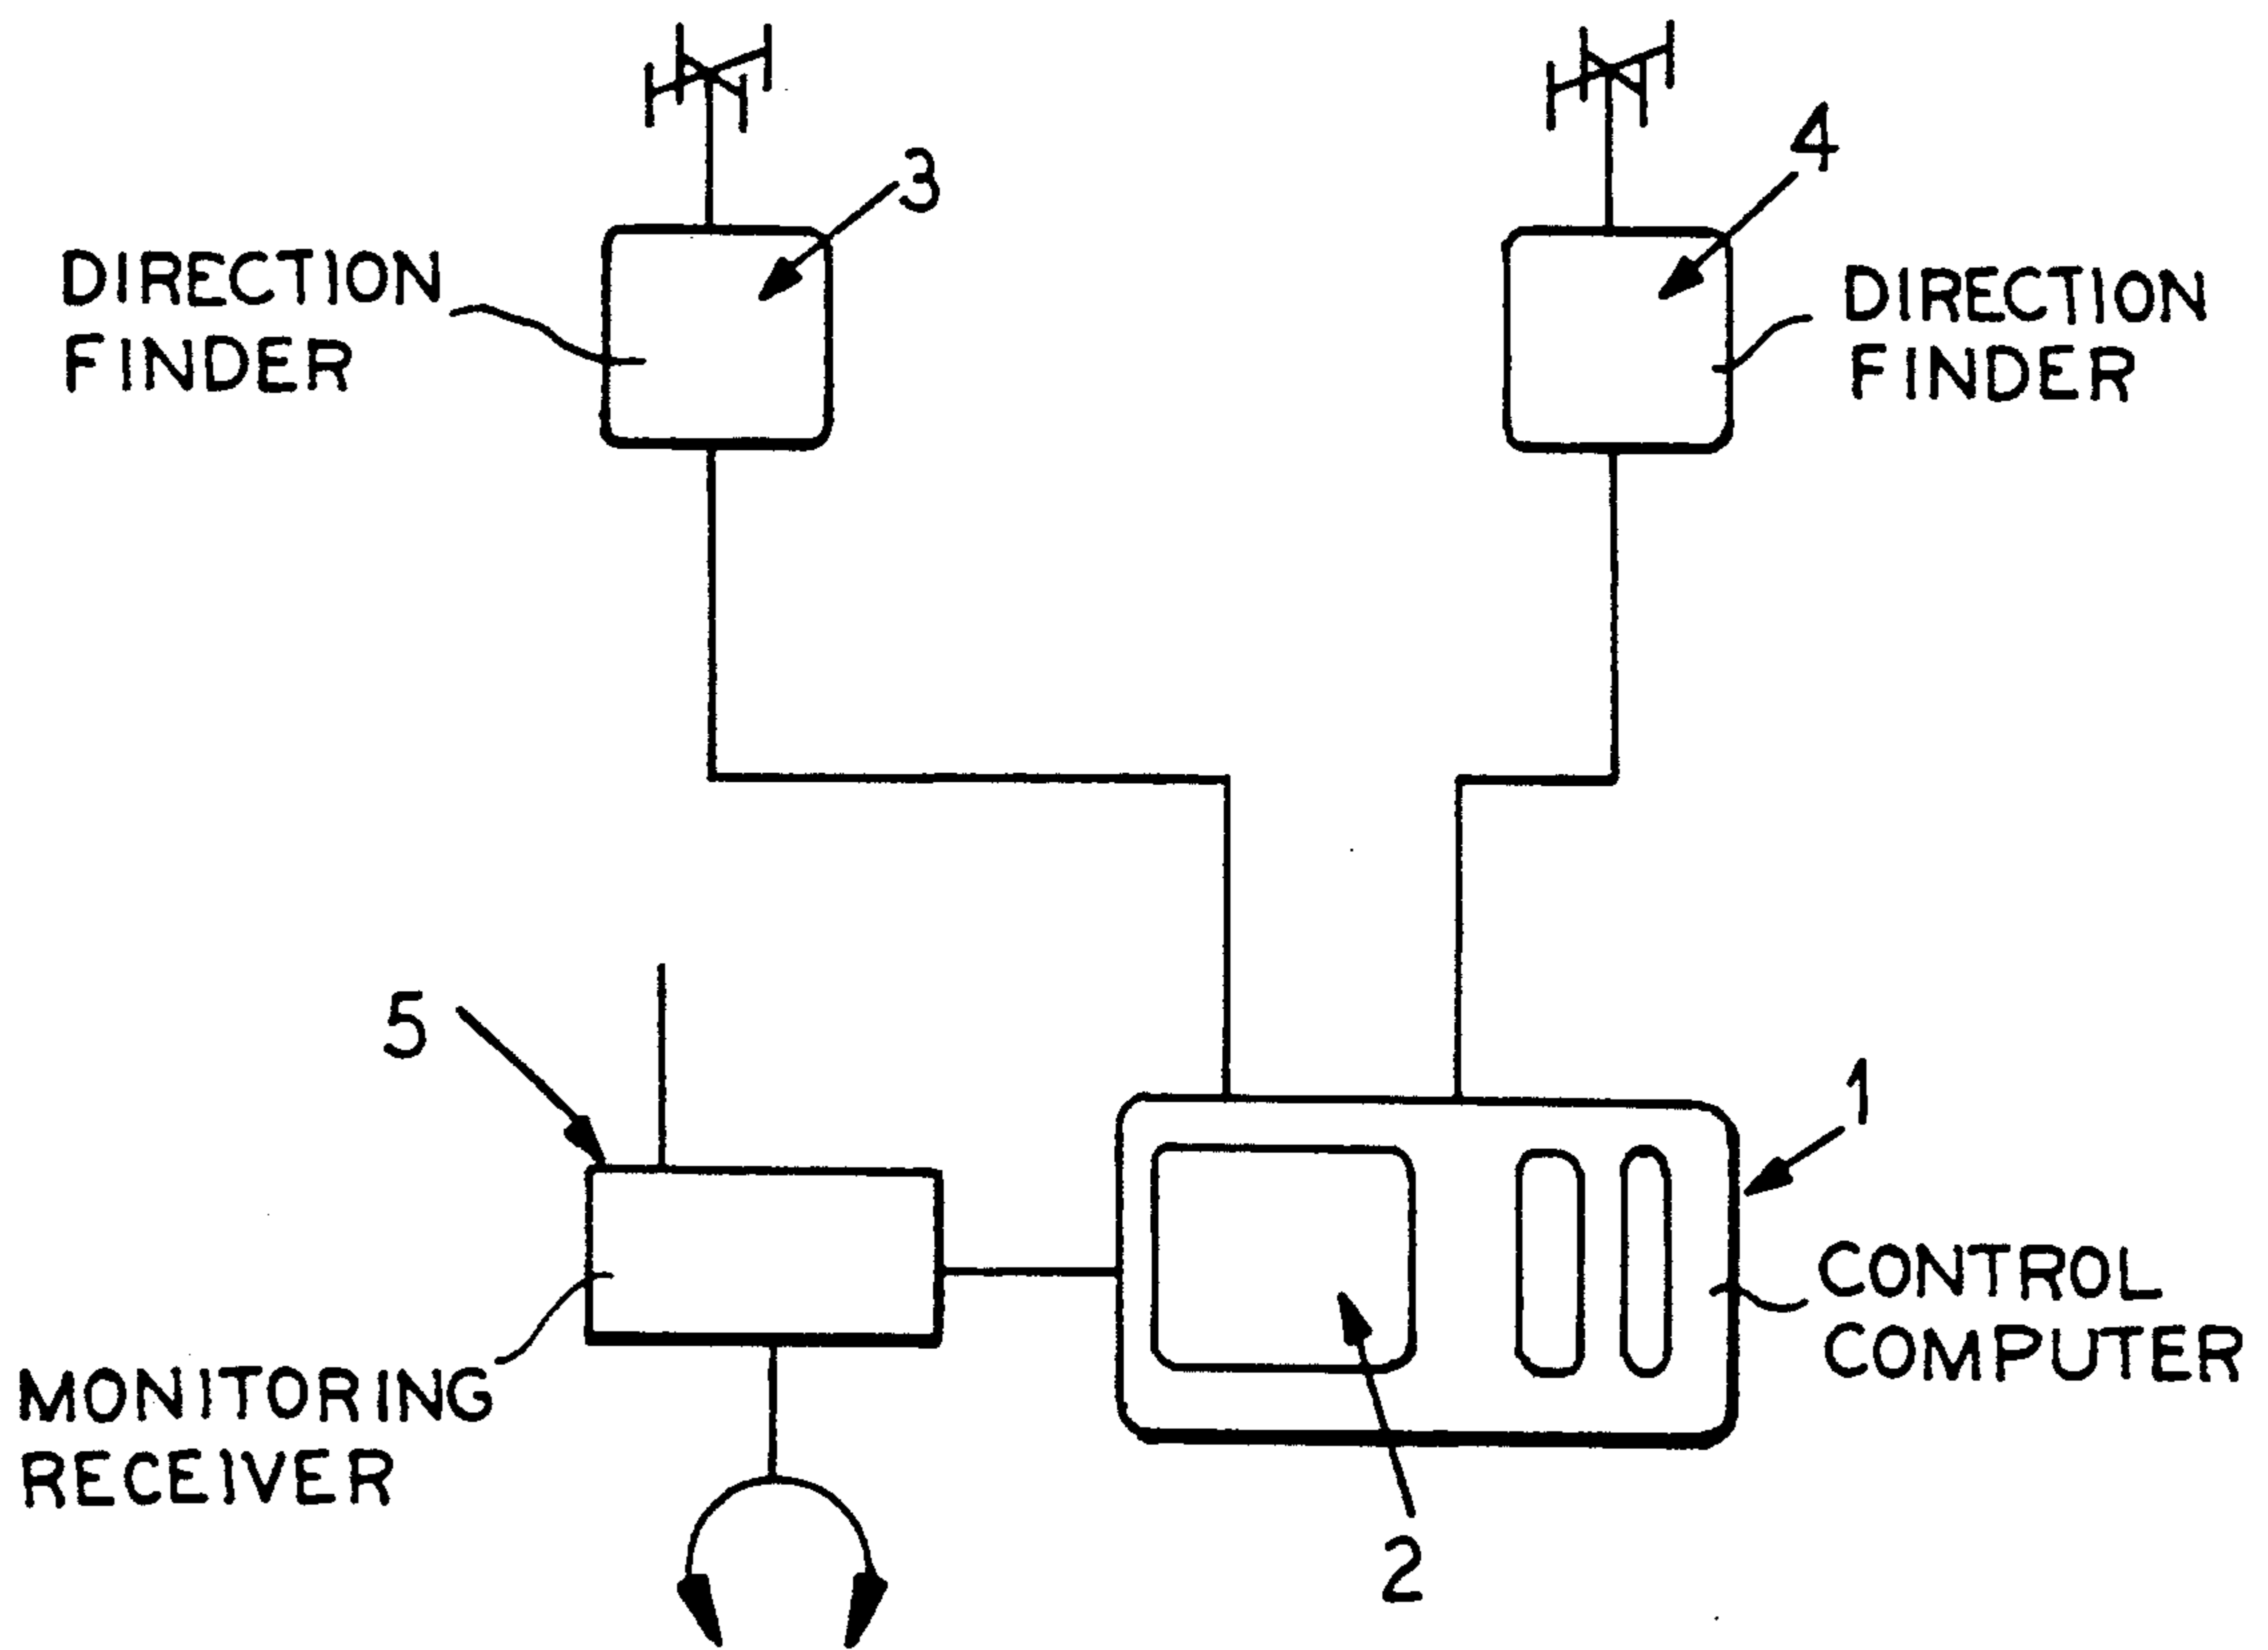 3
4
DIRECTION
FINDER
DIRECTION
FINDER
5
1
CONTROL
COMPUTER
MONITORING
RECEIVER
2